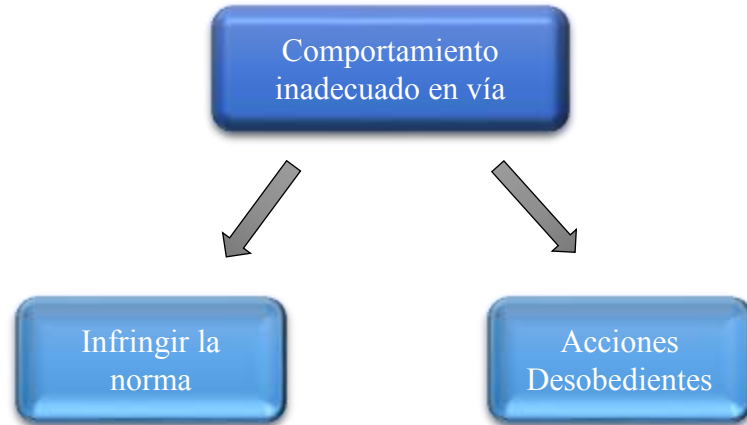 Comportamiento
inadecuado en vía
Infringir la
norma
Acciones
Desobedientes